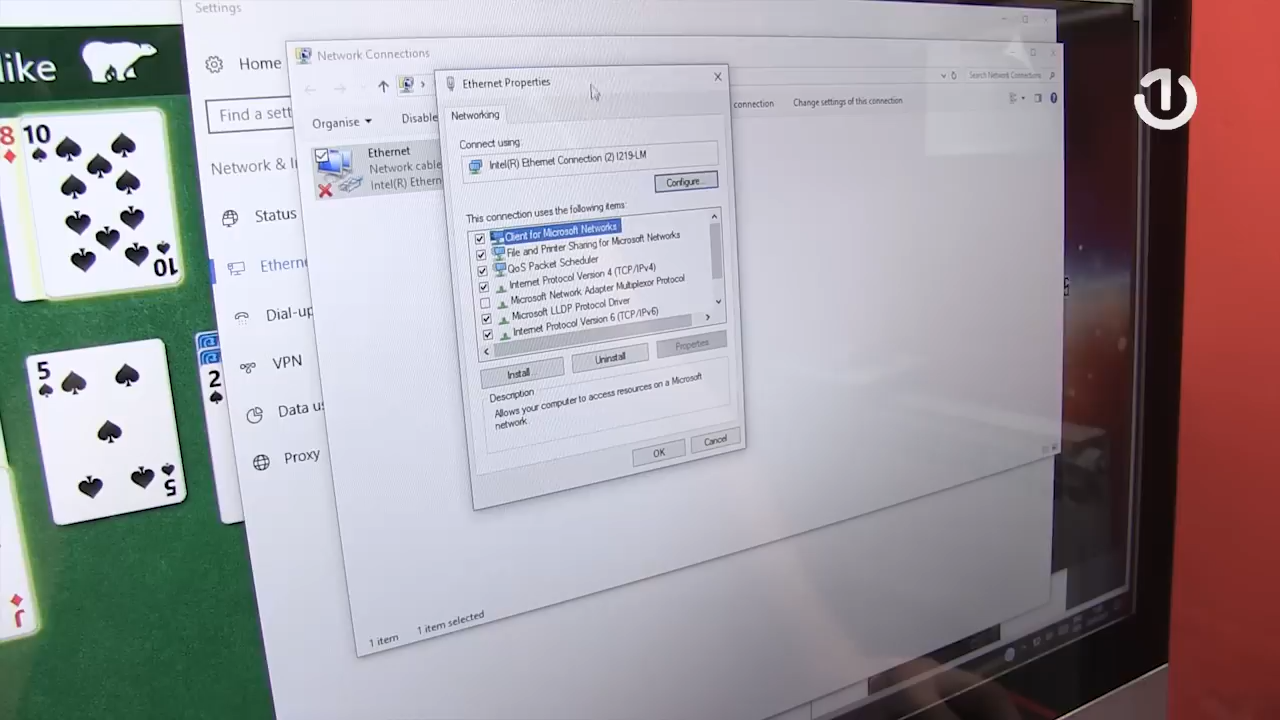 Settings
like
Home
Find a sett
Network & I
Status
Ethern
Dial-up
VPN
Data us
Proxy
Network Connections
Search Network Connections
Organise
Disable
connection
Change settings of this connection
Ethernet
Network cable
Intel(R) Ethern
1 item
1 item selected
Ethernet Properties
Networking
Connect using:
Intel(R) Ethernet Connection (2) I219-LM
Configure...
This connection uses the following items:
Client for Microsoft Networks
File and Printer Sharing for Microsoft Networks
QoS Packet Scheduler
Internet Protocol Version 4 (TCP/IPv4)
Microsoft Network Adapter Multiplexor Protocol
Microsoft LLDP Protocol Driver
Internet Protocol Version 6 (TCP/IPv6)
Install...
Uninstall
Properties
Description
Allows your computer to access resources on a Microsoft
network.
OK
Cancel
8
10
10
5
5
2
J
1